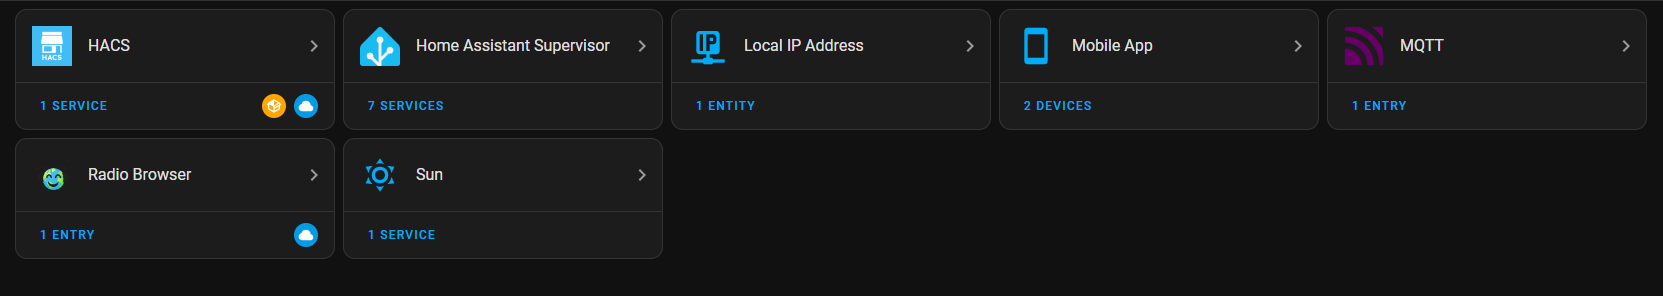 HACS
HACS
Home Assistant Supervisor
IP
Local IP Address
Mobile App
MQTT
1 SERVICE
7 SERVICES
1 ENTITY
2 DEVICES
1 ENTRY
Radio Browser
Sun
1 ENTRY
1 SERVICE